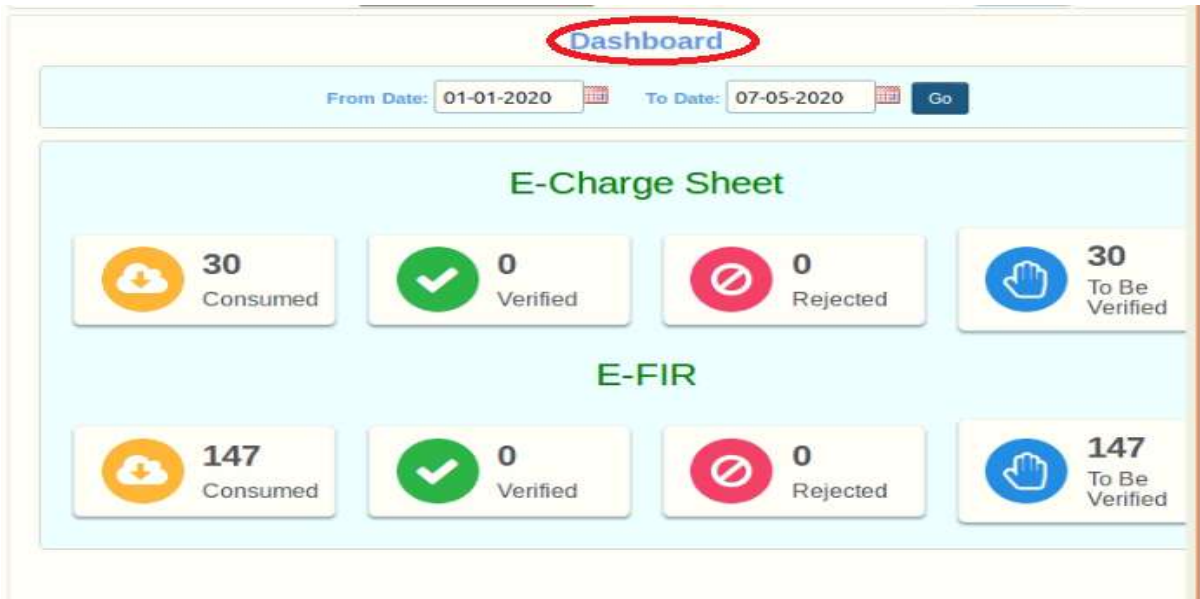 Dashboard
From Date: 01-01-2020 To Date: 07-05-2020 Go
E-Charge Sheet
30 Consumed
0 Verified
0 Rejected
30 To Be Verified
E-FIR
147 Consumed
0 Verified
0 Rejected
147 To Be Verified